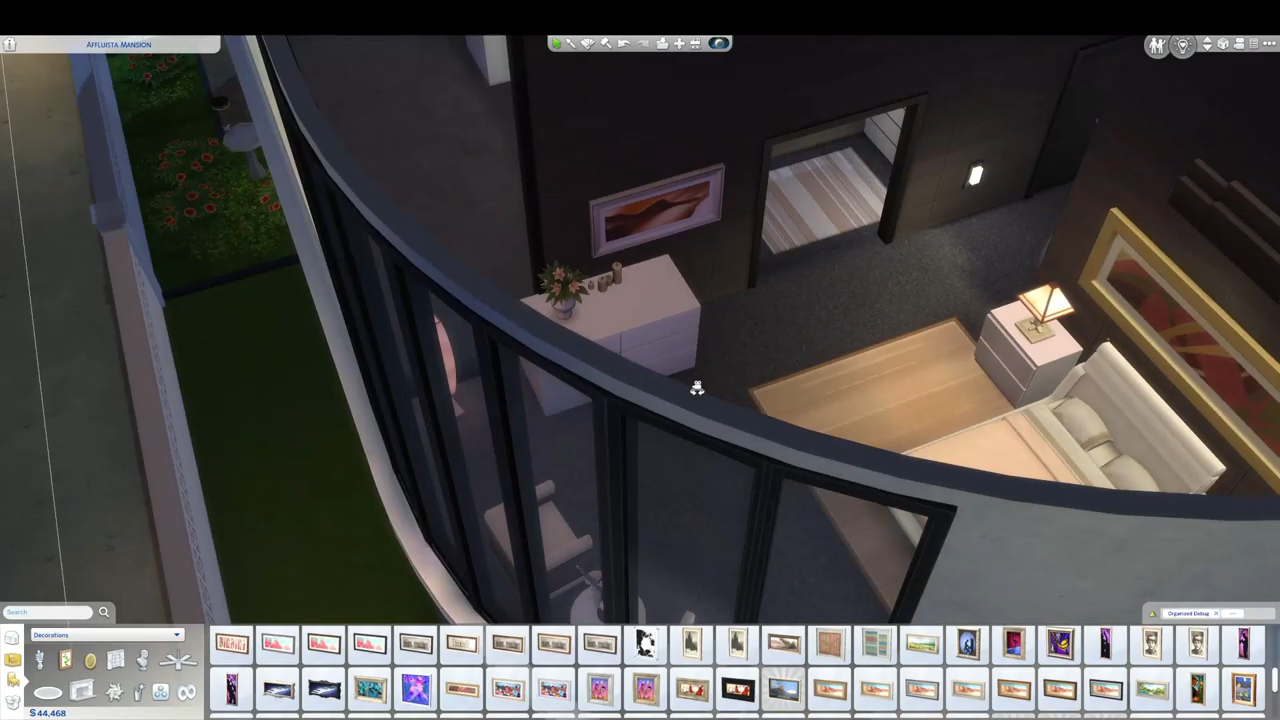 AFFLUISTA MANSION
Search
Organized Debug
Decorations
$44,468